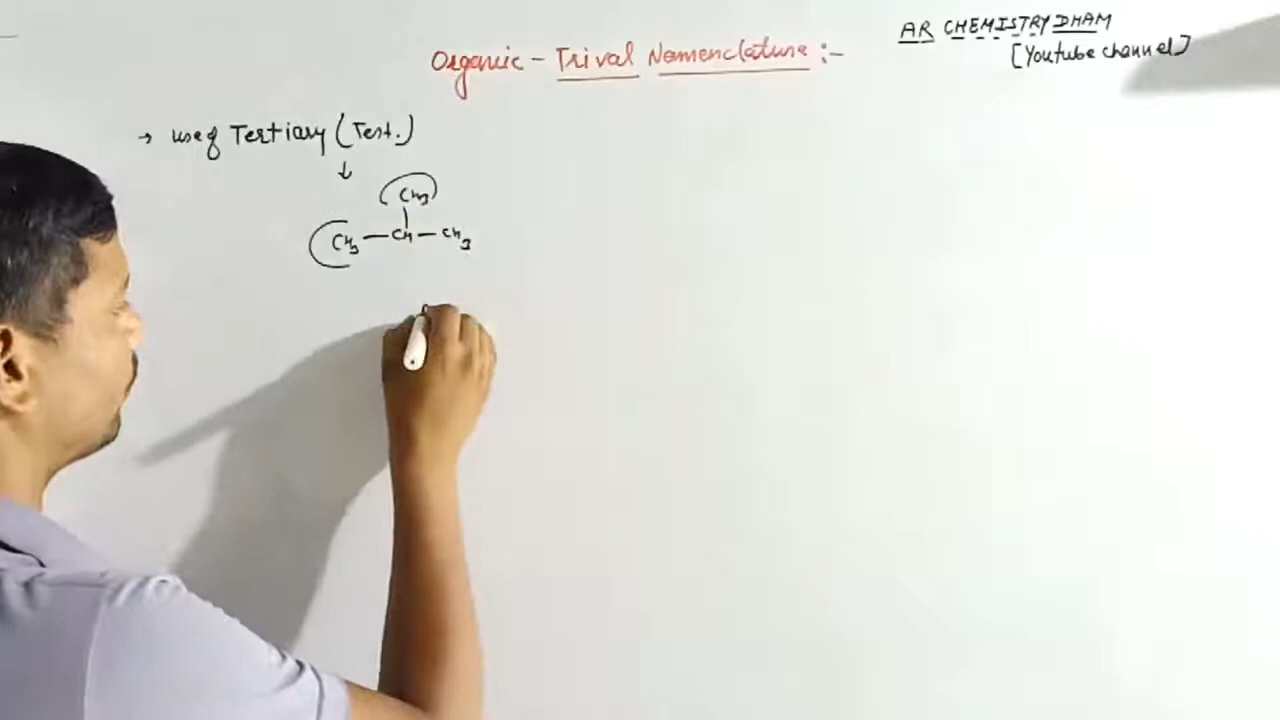 Organic - Trival Nomenclature :-
AR CHEMISTRY DHAM
[Youtube channel]
→ use of Tertiary (Tert.)
↓
CH3
|
CH3 — CH — CH3